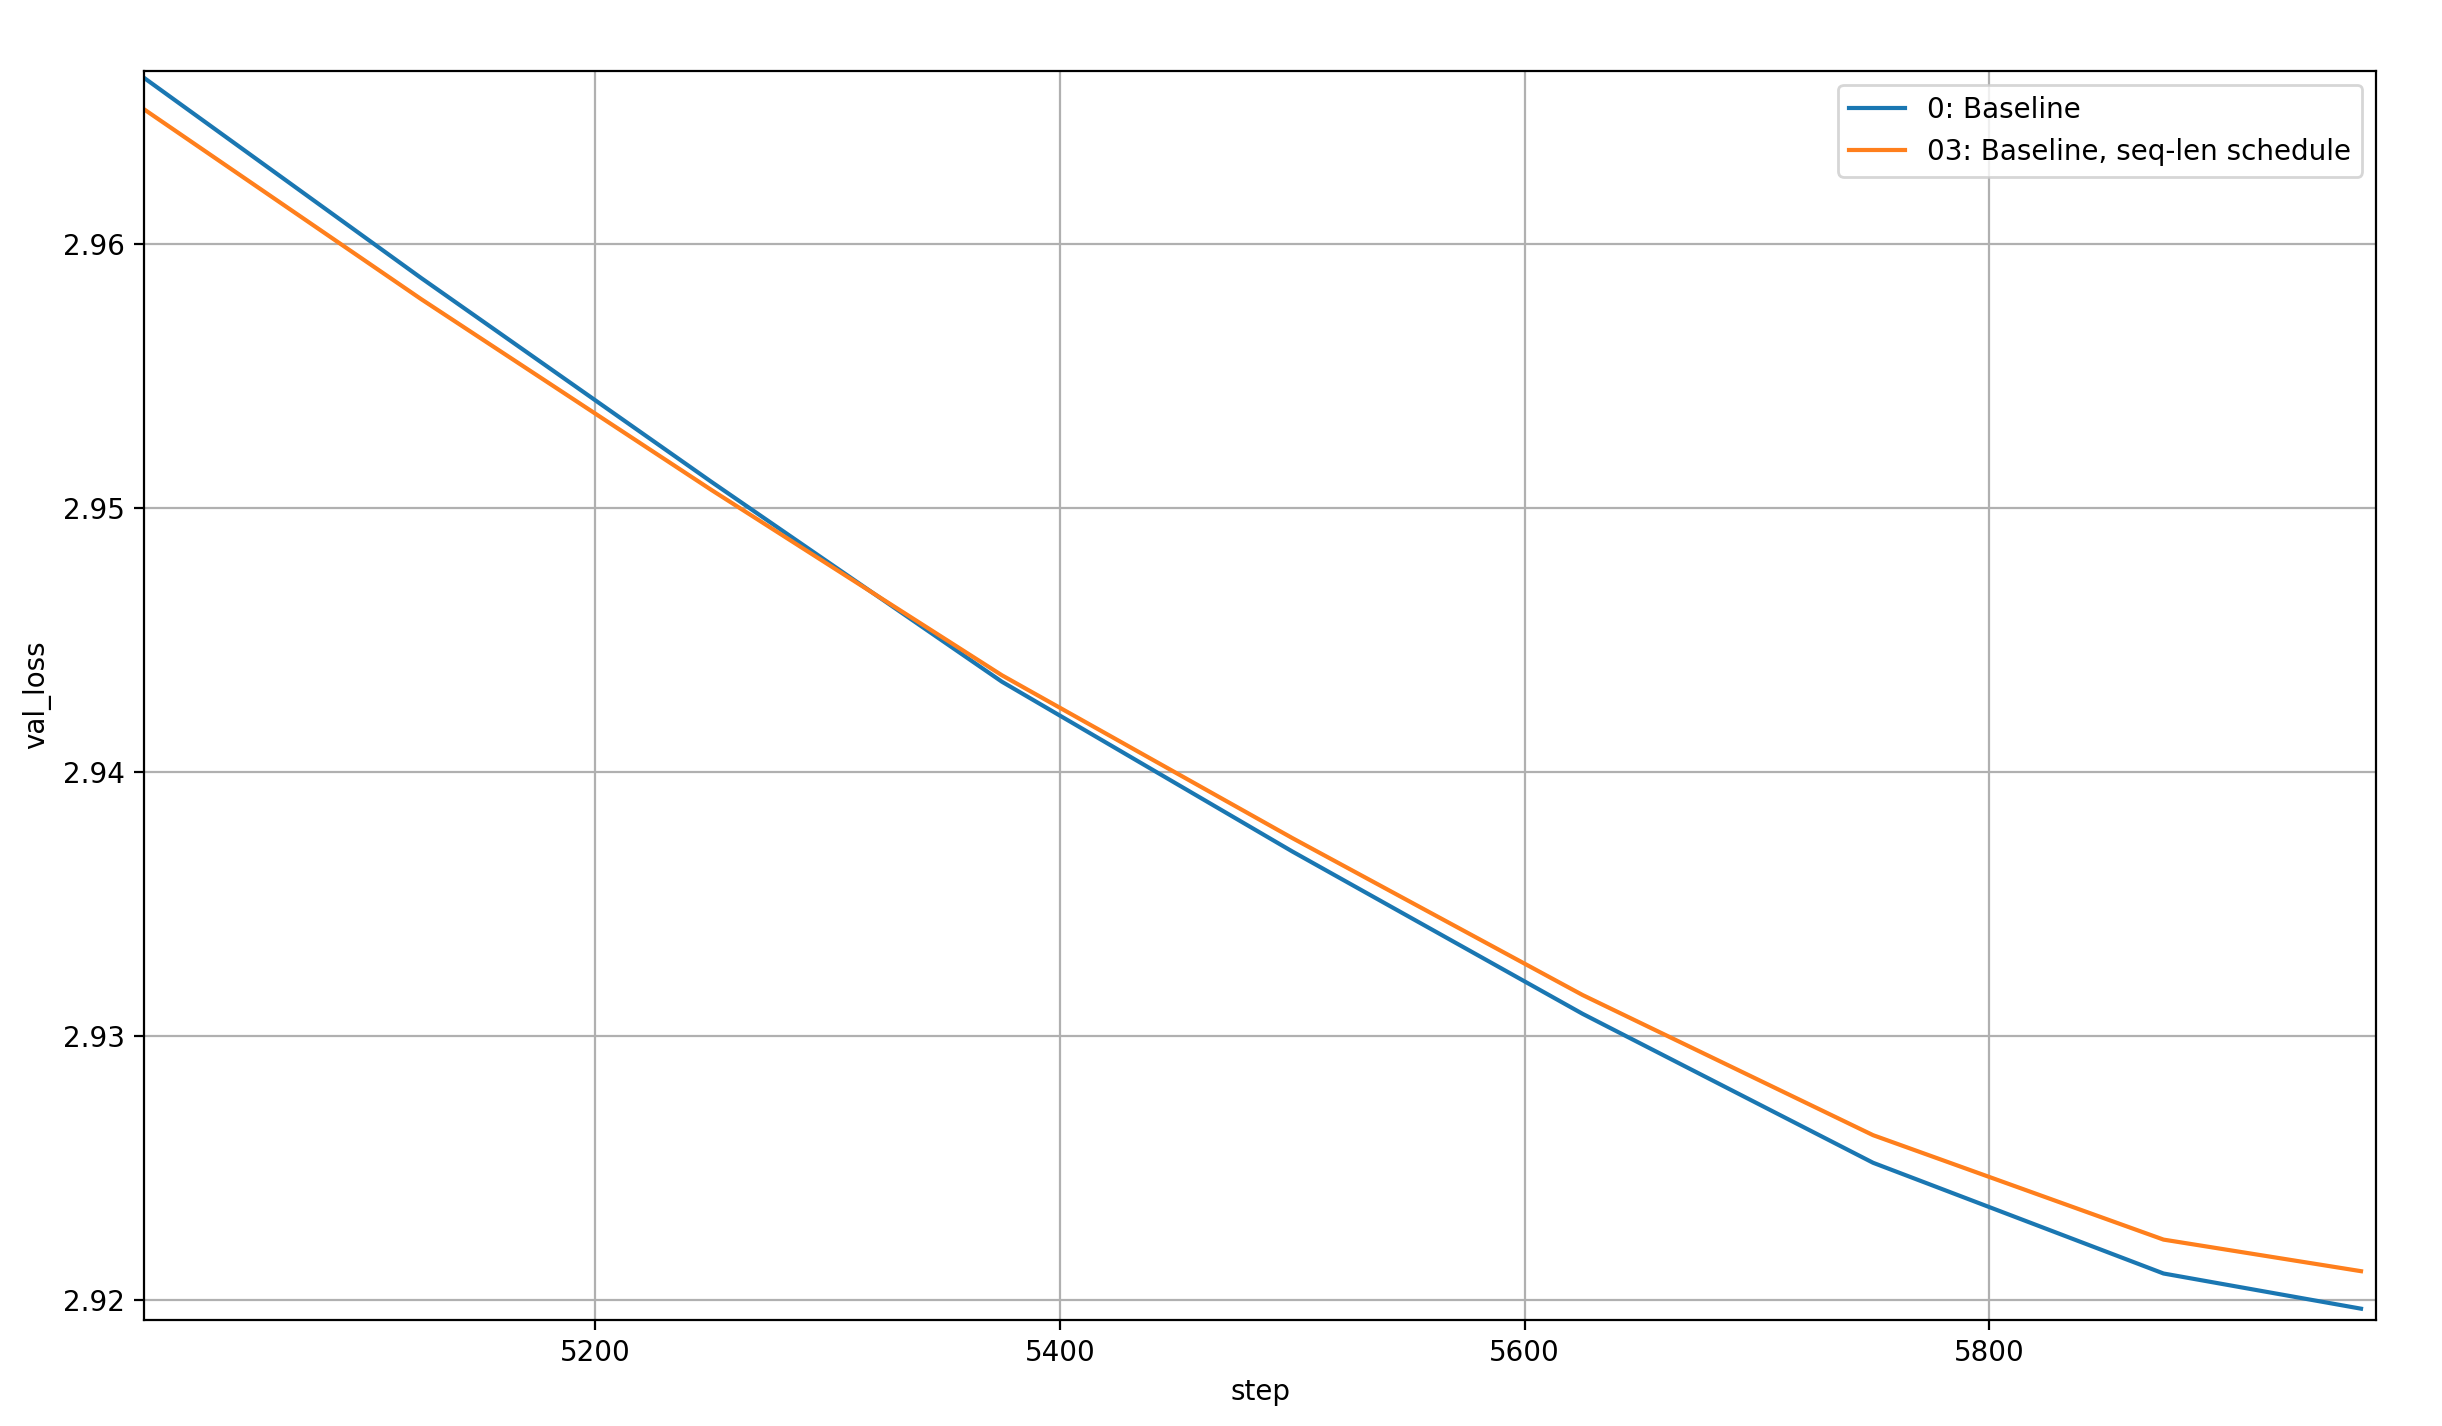 0: Baseline
03: Baseline, seq-len schedule
val_loss
2.96
2.95
2.94
2.93
2.92
5200
5400
5600
5800
step